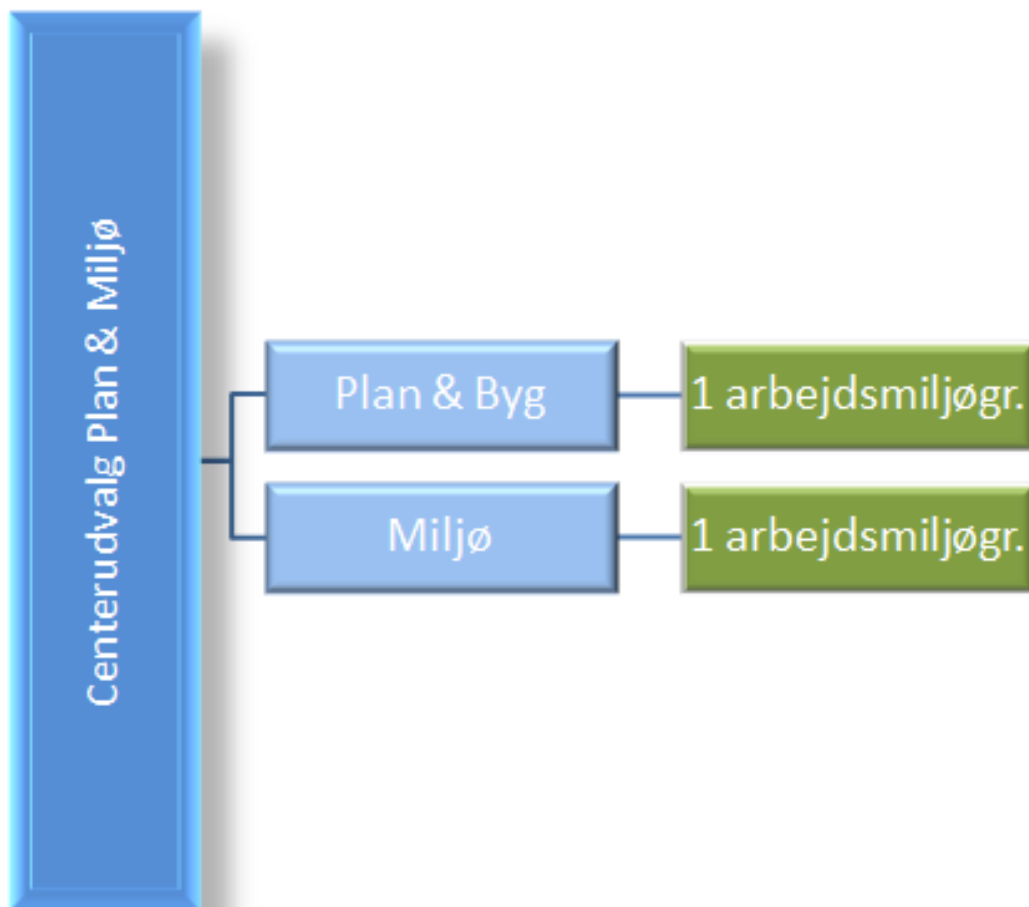 Centerudvalg Plan & Miljø
Plan & Byg
1 arbejdsmiljøgr.
Miljø
1 arbejdsmiljøgr.